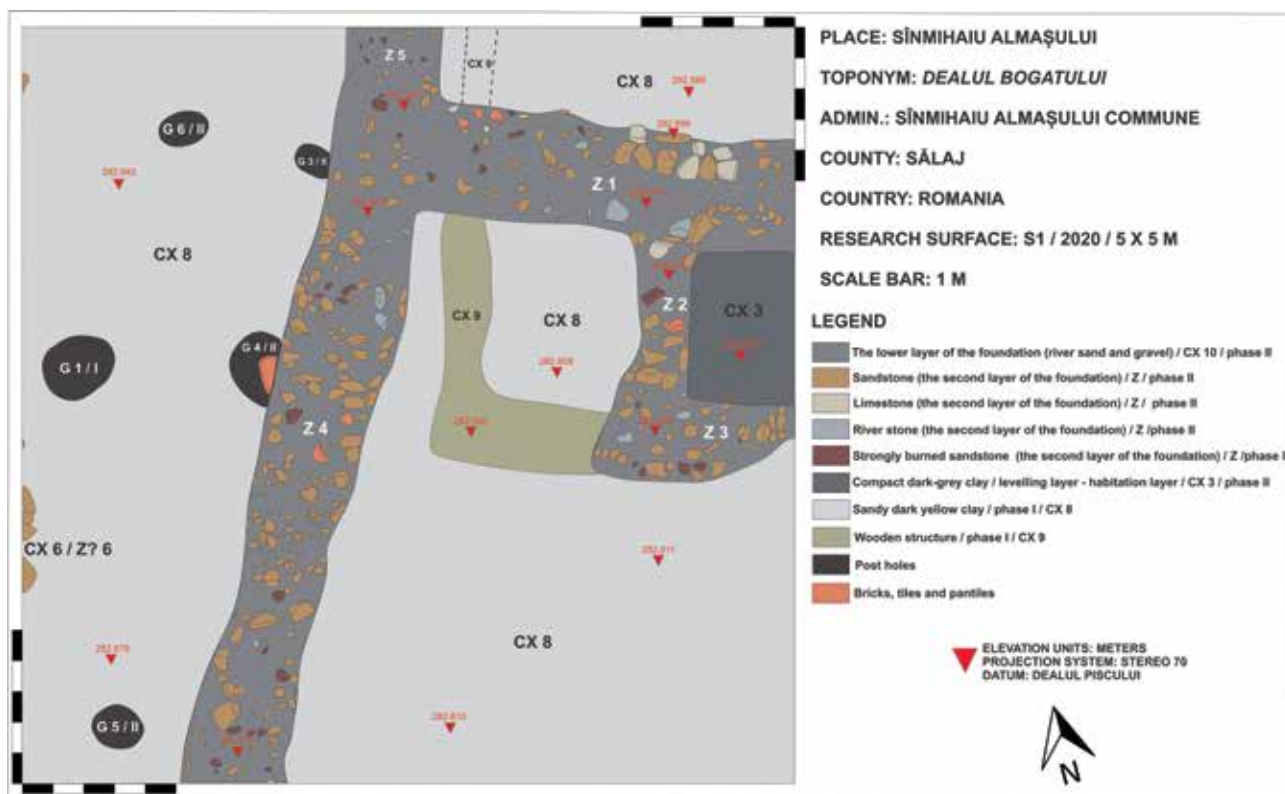 Z 5
CX 9
CX 8
G 6 / II
G 3 / II
Z 1
CX 8
CX 9
CX 8
Z 2
CX 3
G 1 / I
G 4 / II
Z 4
Z 3
CX 6 / Z? 6
CX 8
282.811
G 5 / II
PLACE: SÎNMIHAIU ALMAȘULUI
TOPONYM: DEALUL BOGATULUI
ADMIN.: SÎNMIHAIU ALMAȘULUI COMMUNE
COUNTY: SĂLAJ
COUNTRY: ROMANIA
RESEARCH SURFACE: S1 / 2020 / 5 X 5 M
SCALE BAR: 1 M
LEGEND
The lower layer of the foundation (river sand and gravel) / CX 10 / phase II
Sandstone (the second layer of the foundation) / Z / phase II
Limestone (the second layer of the foundation) / Z / phase II
River stone (the second layer of the foundation) / Z /phase II
Strongly burned sandstone (the second layer of the foundation) / Z /phase
Compact dark-grey clay / levelling layer - habitation layer / CX 3 / phase II
Sandy dark yellow clay / phase I / CX 8
Wooden structure / phase I / CX 9
Post holes
Bricks, tiles and pantiles
ELEVATION UNITS: METERS
PROJECTION SYSTEM: STEREO 70
DATUM: DEALUL PISCULUI
N